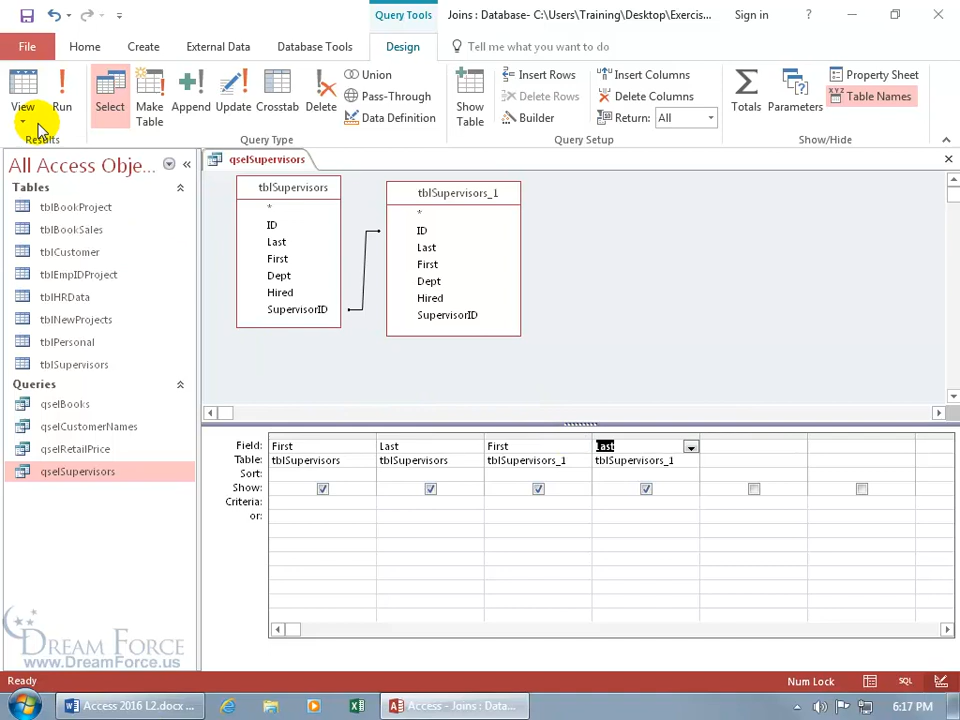 Query Tools
Joins : Database- C:\Users\Training\Desktop\Exercis...
Sign in
?
File
Home
Create
External Data
Database Tools
Design
Tell me what you want to do
View
Run
Select
Make Table
Append
Update
Crosstab
Delete
Union
Pass-Through
Data Definition
Show Table
Insert Rows
Delete Rows
Builder
Insert Columns
Delete Columns
Return: All
Totals
Parameters
Property Sheet
Table Names
Results
Query Type
Query Setup
Show/Hide
All Access Obje...
Tables
tblBookProject
tblBookSales
tblCustomer
tblEmpIDProject
tblHRData
tblNewProjects
tblPersonal
tblSupervisors
Queries
qselBooks
qselCustomerNames
qselRetailPrice
qselSupervisors
qselSupervisors
tblSupervisors
*
ID
Last
First
Dept
Hired
SupervisorID
tblSupervisors_1
*
ID
Last
First
Dept
Hired
SupervisorID
Field: First Last First Last
Table: tblSupervisors tblSupervisors tblSupervisors_1 tblSupervisors_1
Sort:
Show:
Criteria:
or:
DREAM FORCE
www.DreamForce.us
Ready
Num Lock
SQL
Access 2016 L2.docx ...
Access - Joins : Data...
6:17 PM